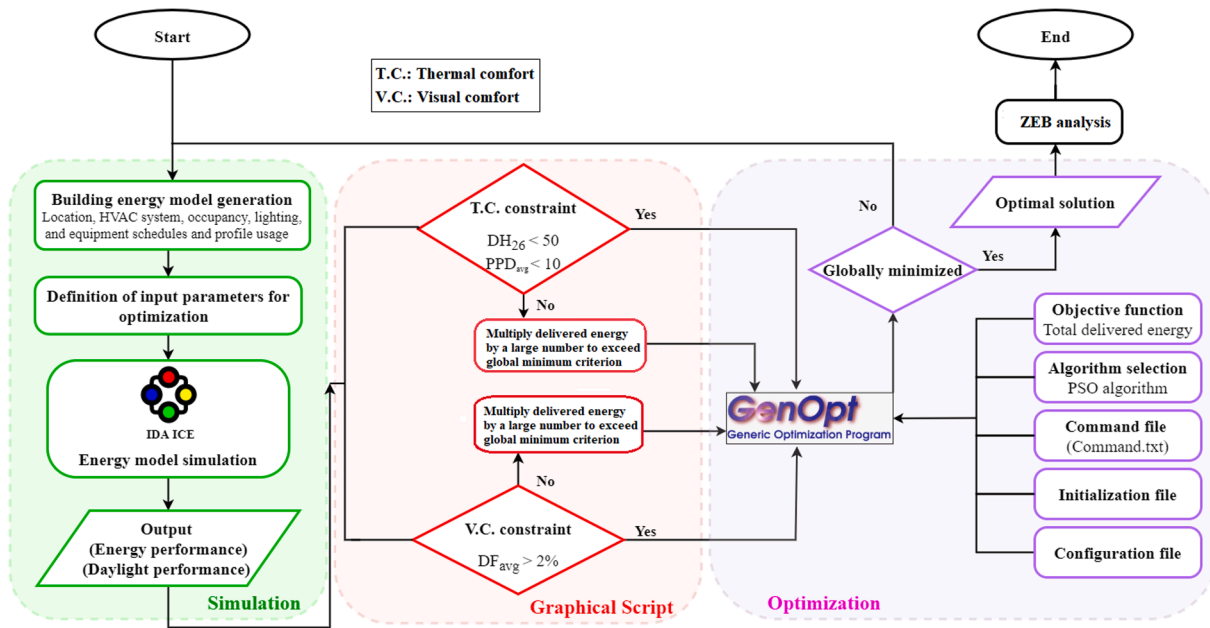 Start
End
T.C.: Thermal comfort
V.C.: Visual comfort
ZEB analysis
Building energy model generation
Location, HVAC system, occupancy, lighting,
and equipment schedules and profile usage
Definition of input parameters for
optimization
IDA ICE
Energy model simulation
Output
(Energy performance)
(Daylight performance)
Simulation
T.C. constraint
DH26 < 50
PPDavg < 10
Yes
No
Multiply delivered energy
by a large number to exceed
global minimum criterion
Multiply delivered energy
by a large number to exceed
global minimum criterion
No
V.C. constraint
DFavg > 2%
Yes
Graphical Script
No
Globally minimized
Yes
Optimal solution
GenOpt
Generic Optimization Program
Objective function
Total delivered energy
Algorithm selection
PSO algorithm
Command file
(Command.txt)
Initialization file
Configuration file
Optimization